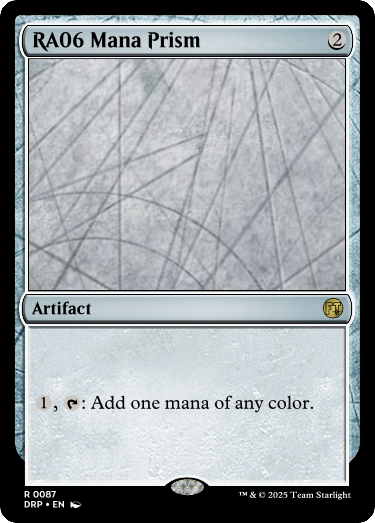 RA06 Mana Prism 2
Artifact
1, T: Add one mana of any color.
R 0087
DRP • EN
™ & © 2025 Team Starlight